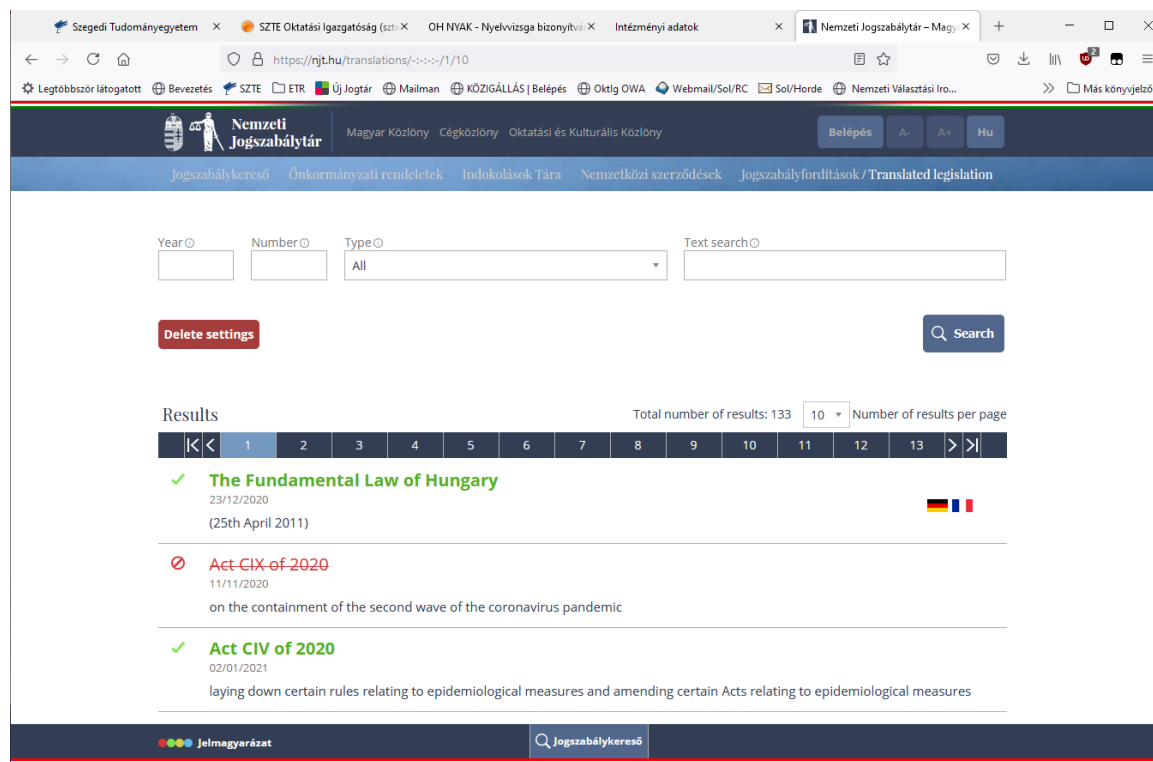 Szegedi Tudományegyetem
SZTE Oktatási Igazgatóság (szte
OH NYAK - Nyelvvizsga bizonyítvá
Intézményi adatok
Nemzeti Jogszabálytár – Magy
https://njt.hu/translations/-:-:-:-/1/10
2
Legtöbbször látogatott Bevezetés SZTE ETR Új Jogtár Mailman KÖZIGÁLLÁS | Belépés Oktlg OWA Webmail/Sol/RC Sol/Horde Nemzeti Választási Iro... Más könyvjelző
Nemzeti
Jogszabálytár
Magyar Közlöny Cégközlöny Oktatási és Kulturális Közlöny
Belépés A- A+ Hu
Jogszabálykereső Önkormányzati rendeletek Indokolások Tára Nemzetközi szerződések Jogszabályfordítások / Translated legislation
Year Number Type Text search
All
Delete settings
Search
Results
Total number of results: 133 10 Number of results per page
1 2 3 4 5 6 7 8 9 10 11 12 13
The Fundamental Law of Hungary
23/12/2020
(25th April 2011)
Act CIX of 2020
11/11/2020
on the containment of the second wave of the coronavirus pandemic
Act CIV of 2020
02/01/2021
laying down certain rules relating to epidemiological measures and amending certain Acts relating to epidemiological measures
Jelmagyarázat
Jogszabálykereső